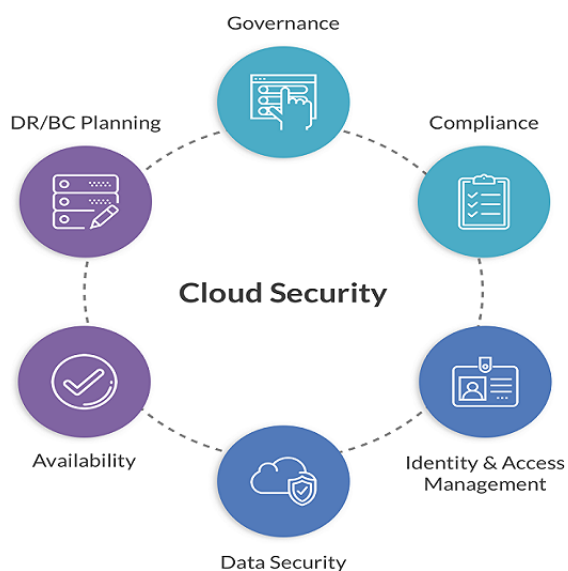 Governance
DR/BC Planning
Compliance
Cloud Security
Availability
Identity & Access
Management
Data Security